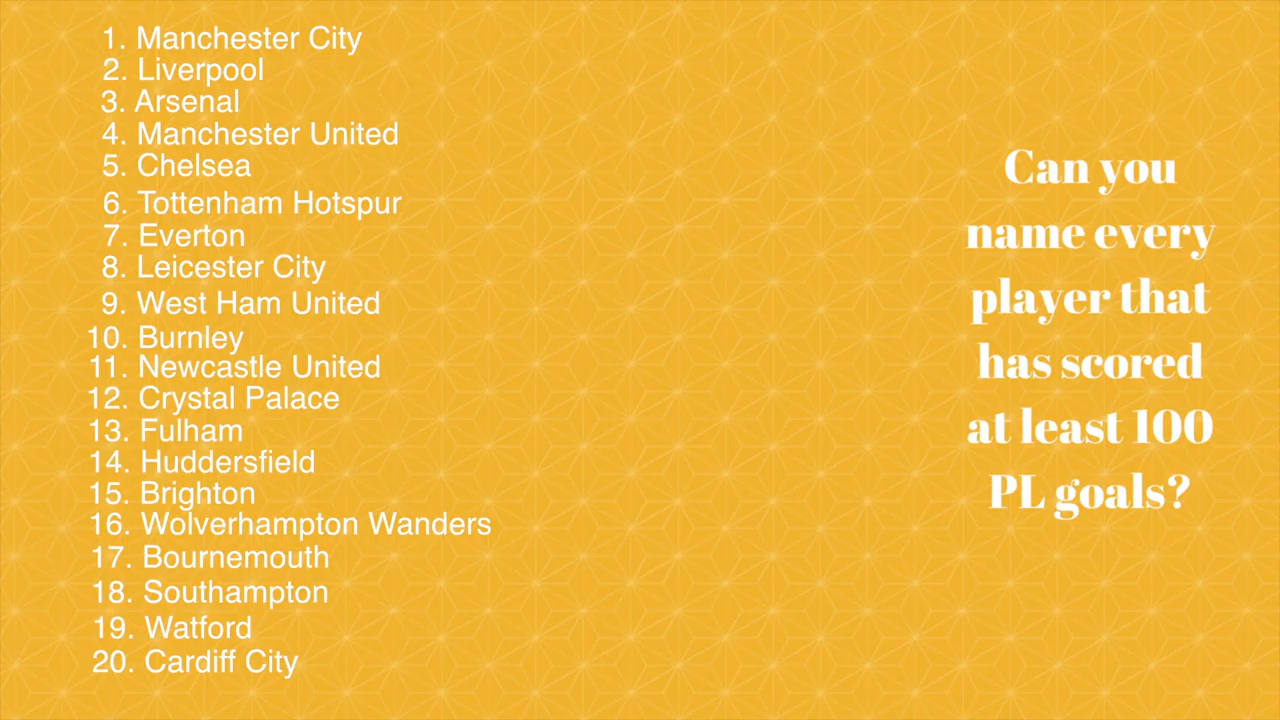 1. Manchester City
2. Liverpool
3. Arsenal
4. Manchester United
5. Chelsea
6. Tottenham Hotspur
7. Everton
8. Leicester City
9. West Ham United
10. Burnley
11. Newcastle United
12. Crystal Palace
13. Fulham
14. Huddersfield
15. Brighton
16. Wolverhampton Wanders
17. Bournemouth
18. Southampton
19. Watford
20. Cardiff City
Can you
name every
player that
has scored
at least 100
PL goals?